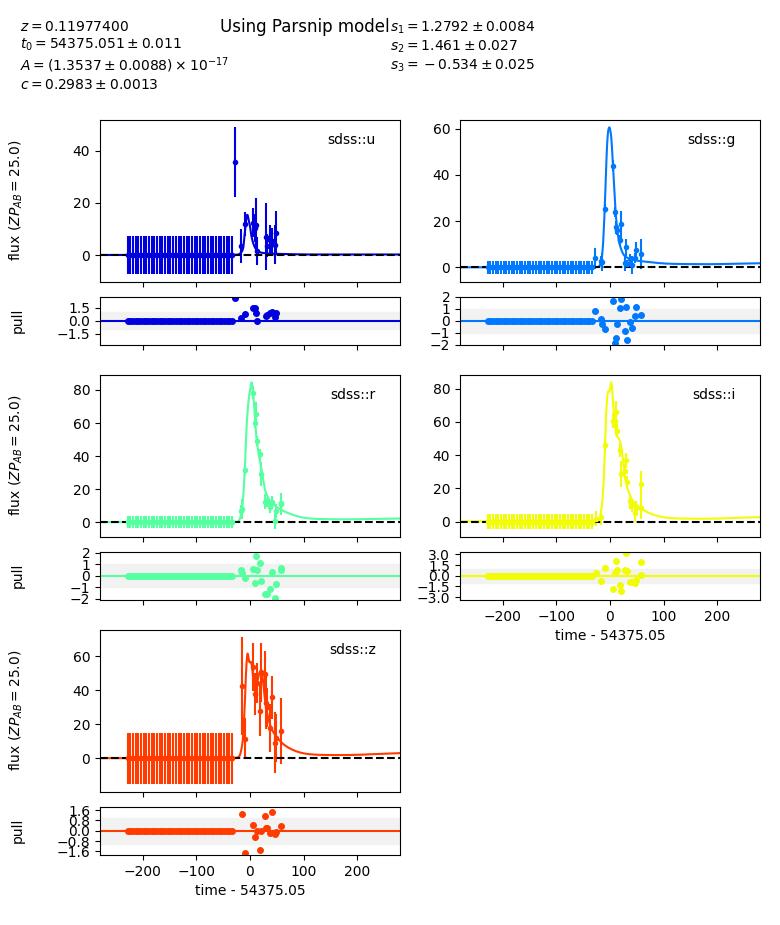 z = 0.11977400
Using Parsnip model
s₁ = 1.2792 ± 0.0084
t₀ = 54375.051 ± 0.011
s₂ = 1.461 ± 0.027
A = (1.3537 ± 0.0088) × 10⁻¹⁷
s₃ = −0.534 ± 0.025
c = 0.2983 ± 0.0013
sdss::u
flux (ZP_AB = 25.0)
40
20
0
pull
1.5
0.0
−1.5
sdss::g
60
40
20
0
2
1
0
−1
−2
sdss::r
flux (ZP_AB = 25.0)
80
60
40
20
0
pull
2
1
0
−1
−2
sdss::i
80
60
40
20
0
3.0
1.5
0.0
−1.5
−3.0
−200 −100 0 100 200
time - 54375.05
sdss::z
flux (ZP_AB = 25.0)
60
40
20
0
pull
1.6
0.8
0.0
−0.8
−1.6
−200 −100 0 100 200
time - 54375.05